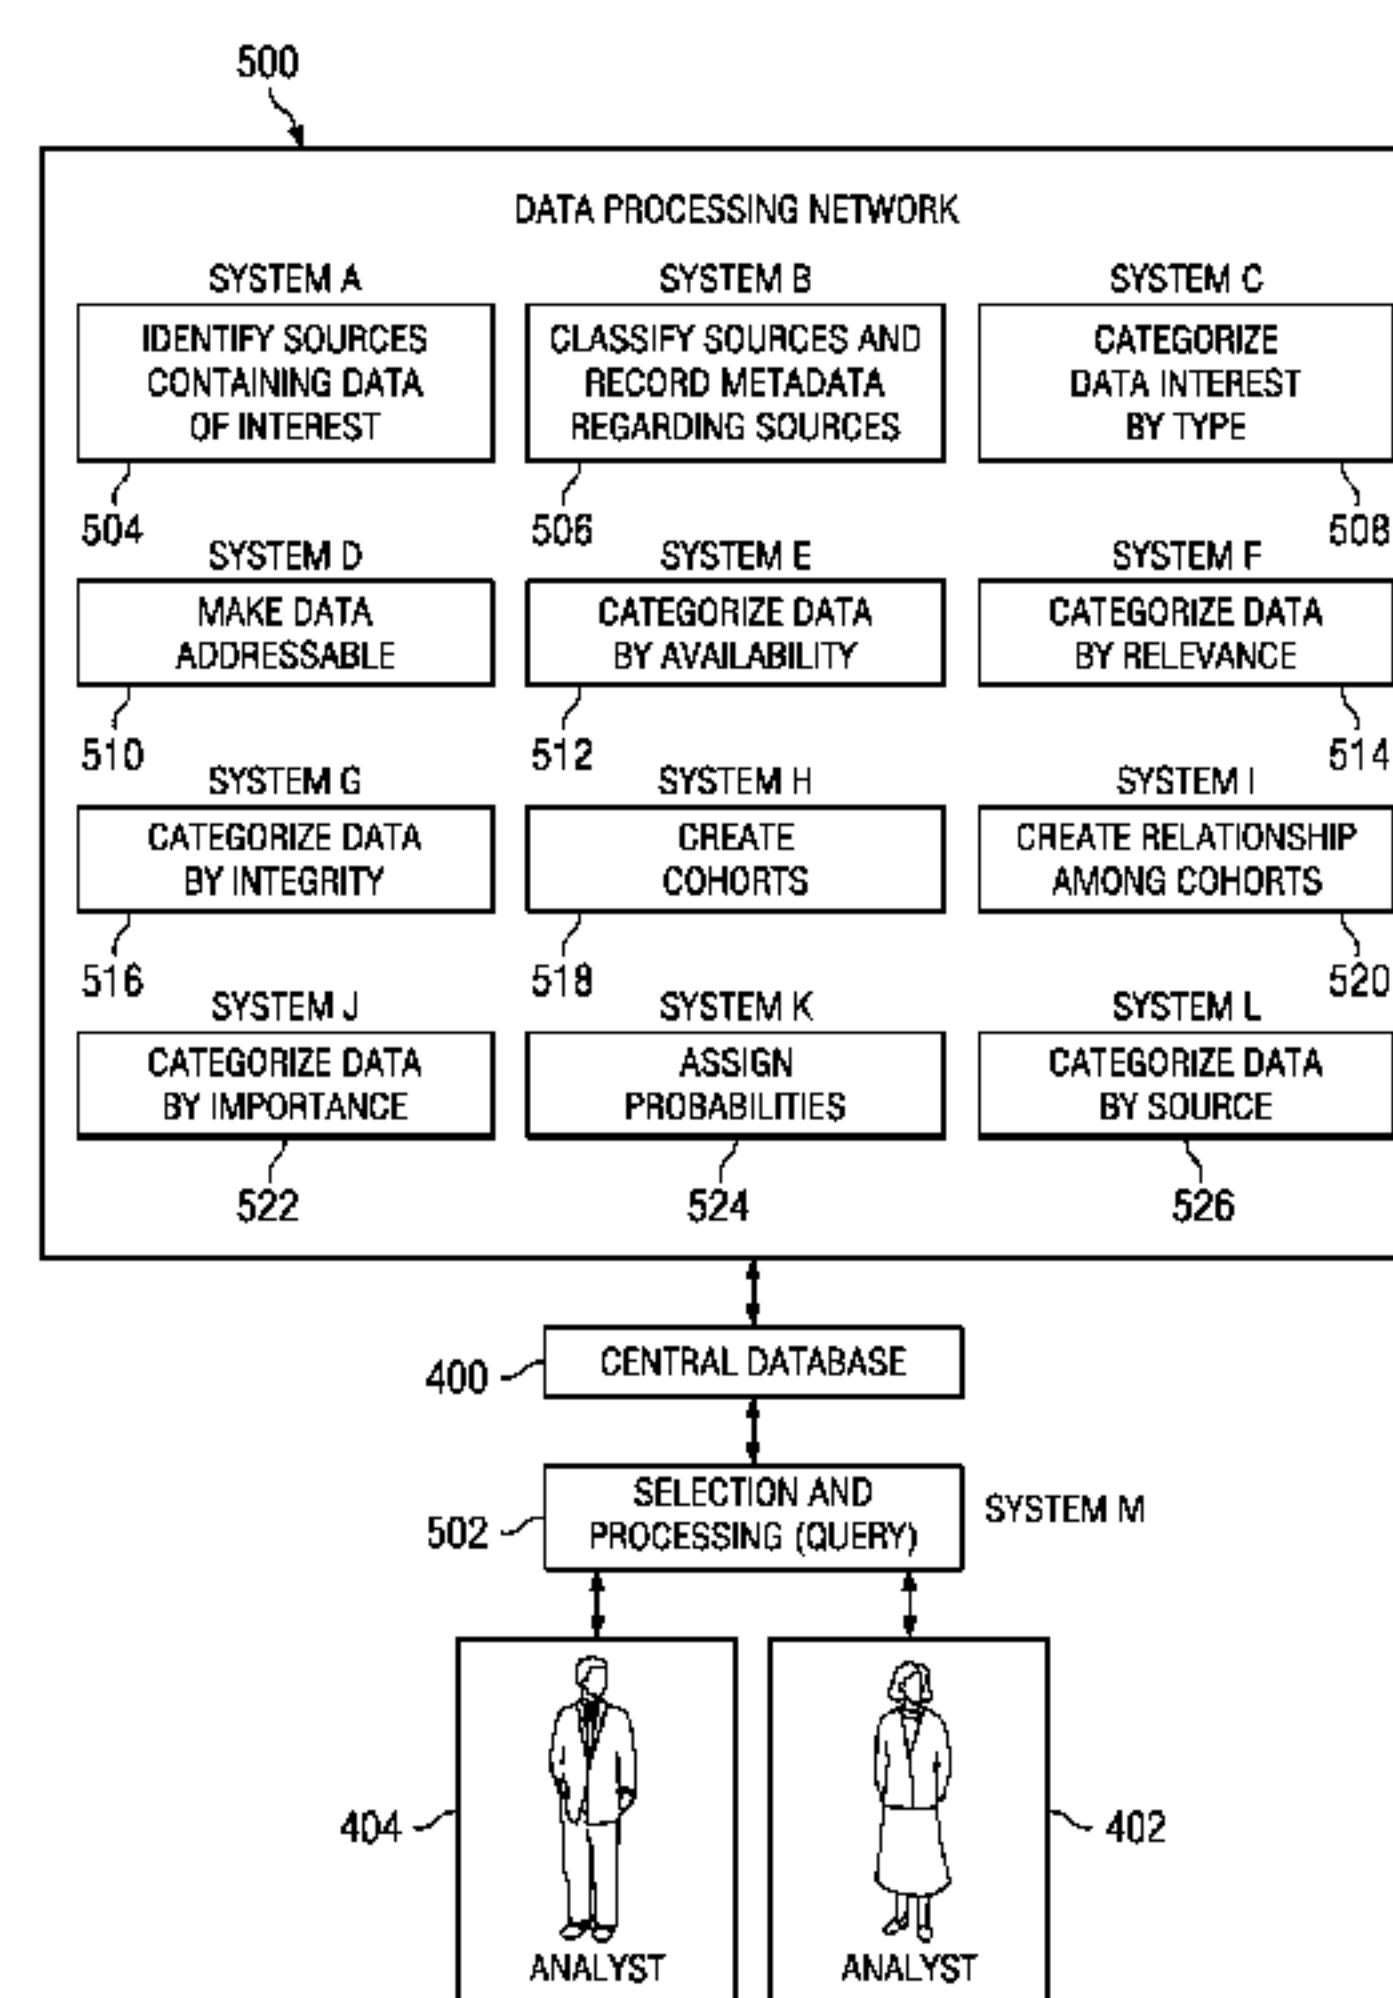 500
DATA PROCESSING NETWORK
SYSTEM A
IDENTIFY SOURCES
CONTAINING DATA
OF INTEREST
504
SYSTEM B
CLASSIFY SOURCES AND
RECORD METADATA
REGARDING SOURCES
506
SYSTEM C
CATEGORIZE
DATA INTEREST
BY TYPE
508
SYSTEM D
MAKE DATA
ADDRESSABLE
510
SYSTEM E
CATEGORIZE DATA
BY AVAILABILITY
512
SYSTEM F
CATEGORIZE DATA
BY RELEVANCE
514
SYSTEM G
CATEGORIZE DATA
BY INTEGRITY
516
SYSTEM H
CREATE
COHORTS
518
SYSTEM I
CREATE RELATIONSHIP
AMONG COHORTS
520
SYSTEM J
CATEGORIZE DATA
BY IMPORTANCE
522
SYSTEM K
ASSIGN
PROBABILITIES
524
SYSTEM L
CATEGORIZE DATA
BY SOURCE
526
400
CENTRAL DATABASE
502
SELECTION AND
PROCESSING (QUERY)
SYSTEM M
404
ANALYST
402
ANALYST